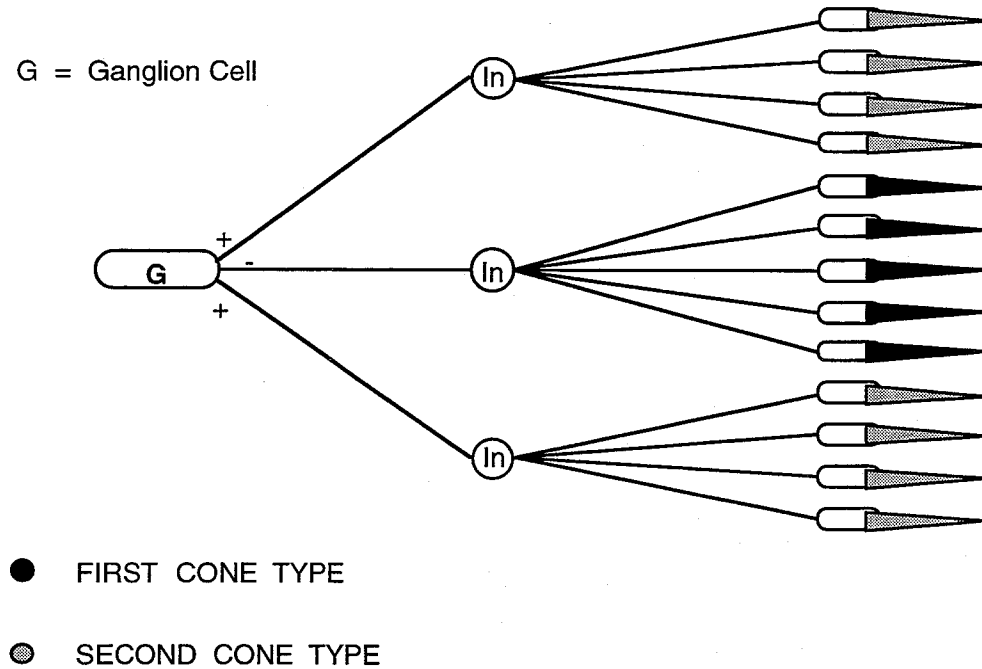 G = Ganglion Cell
In
+
-
G
In
+
In
FIRST CONE TYPE
SECOND CONE TYPE